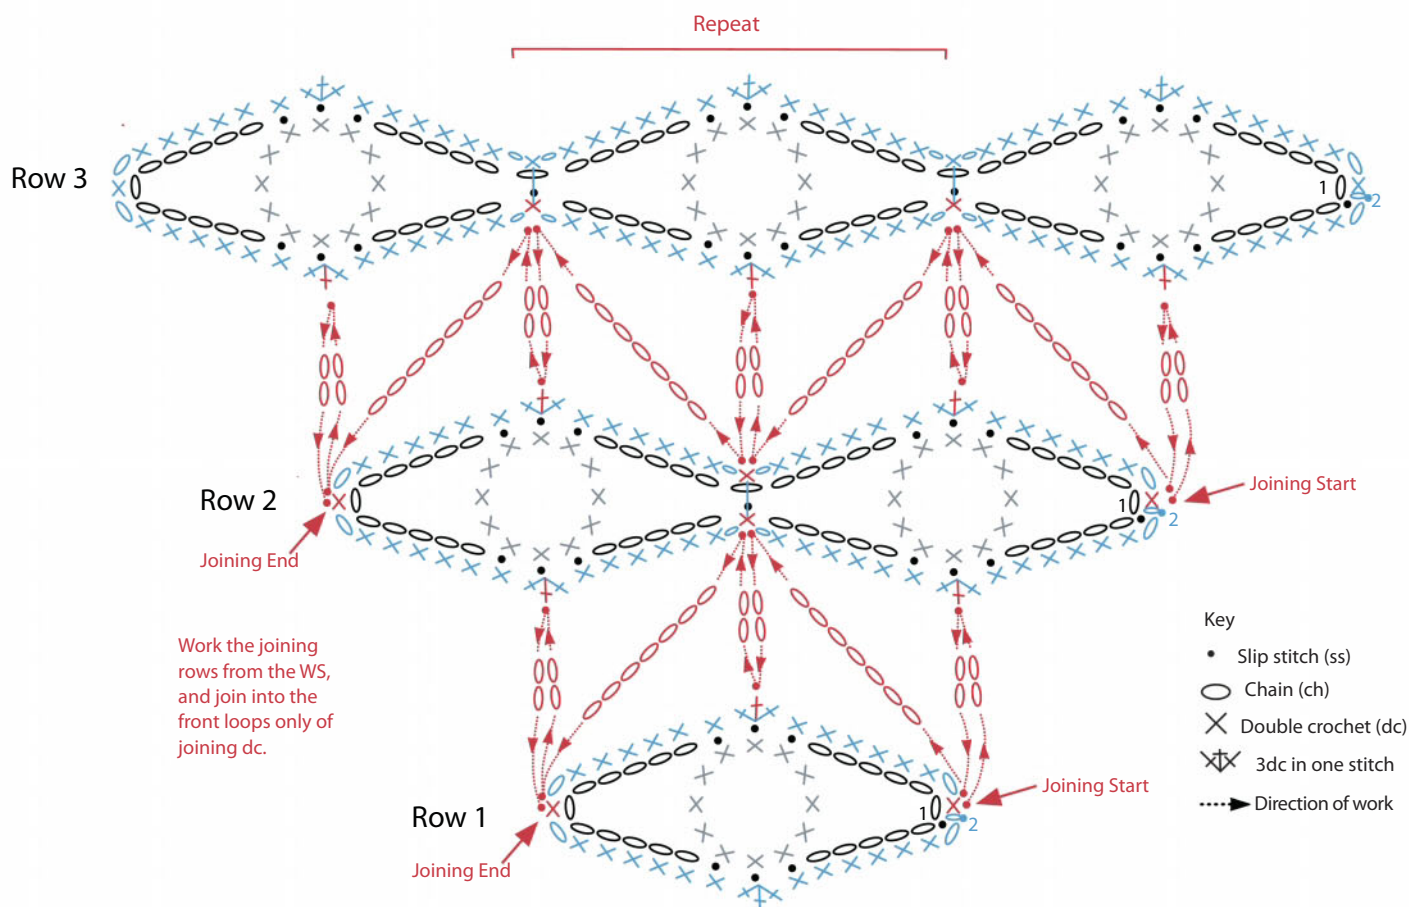 Repeat
Row 3
1
2
Row 2
1
2
Joining Start
Joining End
Work the joining
rows from the WS,
and join into the
front loops only of
joining dc.
Key
Slip stitch (ss)
Chain (ch)
Double crochet (dc)
3dc in one stitch
Direction of work
Row 1
1
2
Joining Start
Joining End